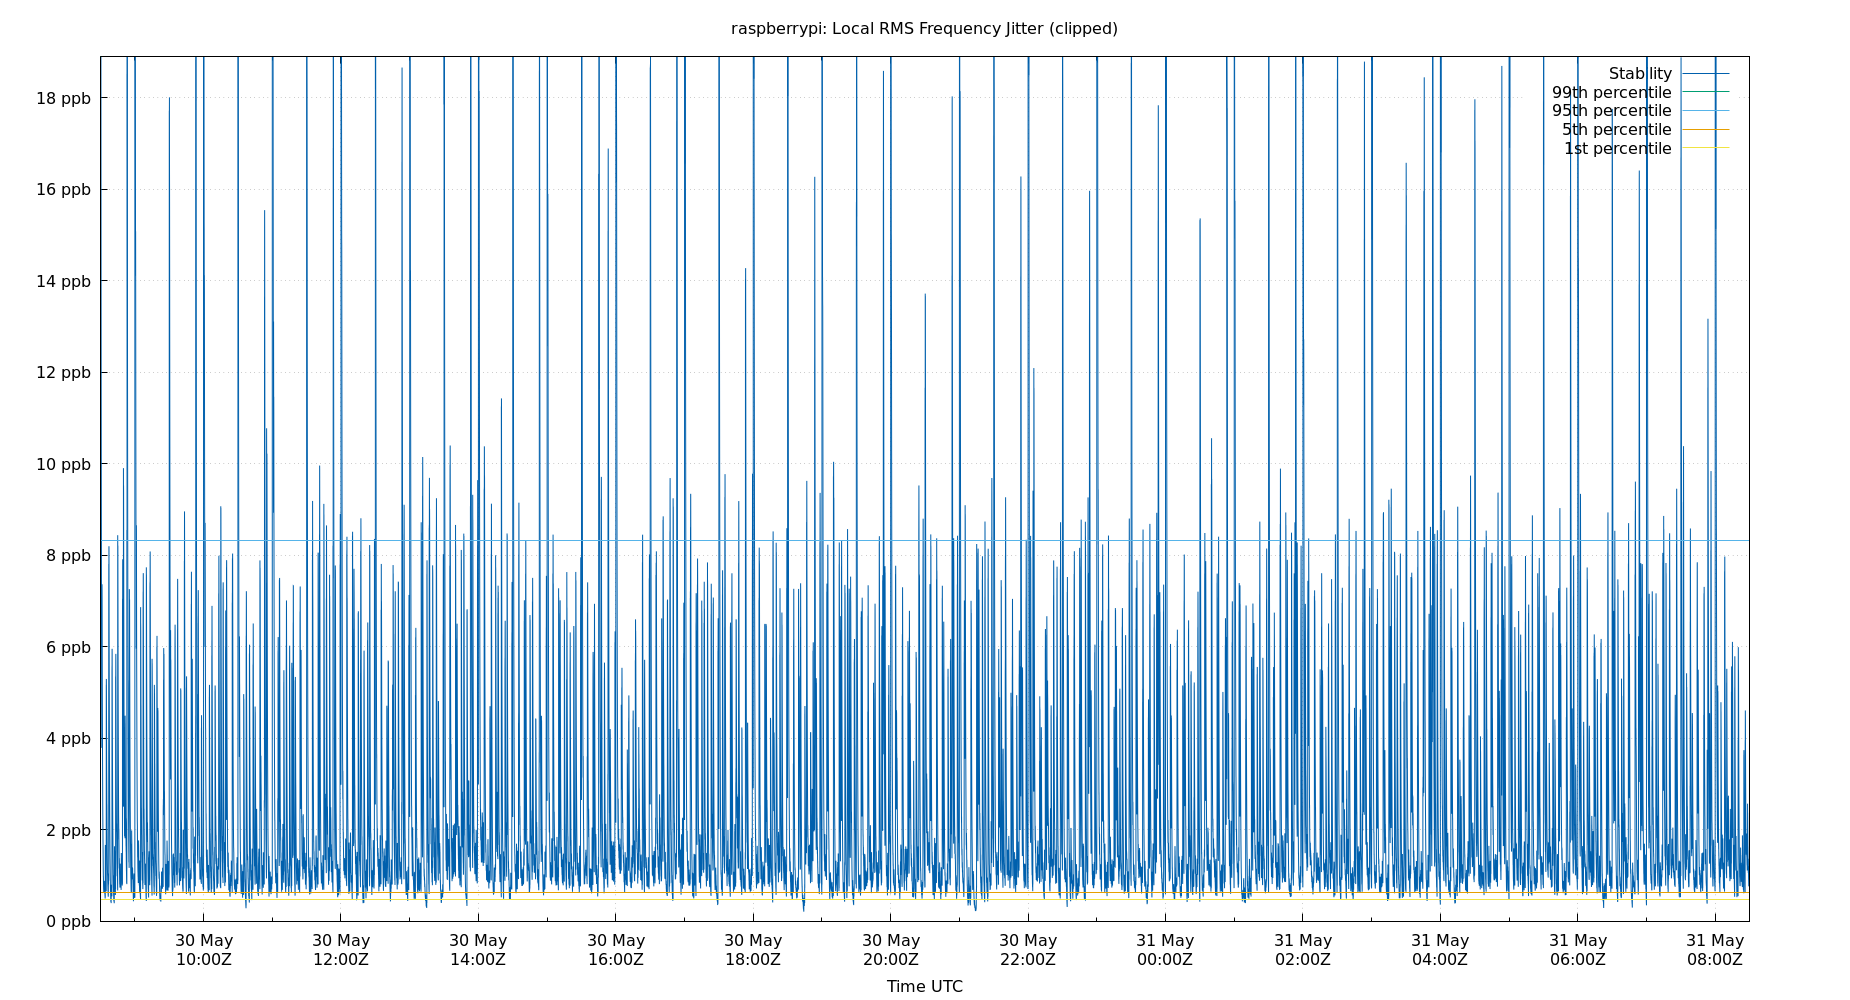 raspberrypi: Local RMS Frequency Jitter (clipped)
18 ppb
16 ppb
14 ppb
12 ppb
10 ppb
8 ppb
6 ppb
4 ppb
2 ppb
0 ppb
Stability
99th percentile
95th percentile
5th percentile
1st percentile
30 May
10:00Z
30 May
12:00Z
30 May
14:00Z
30 May
16:00Z
30 May
18:00Z
30 May
20:00Z
30 May
22:00Z
31 May
00:00Z
31 May
02:00Z
31 May
04:00Z
31 May
06:00Z
31 May
08:00Z
Time UTC